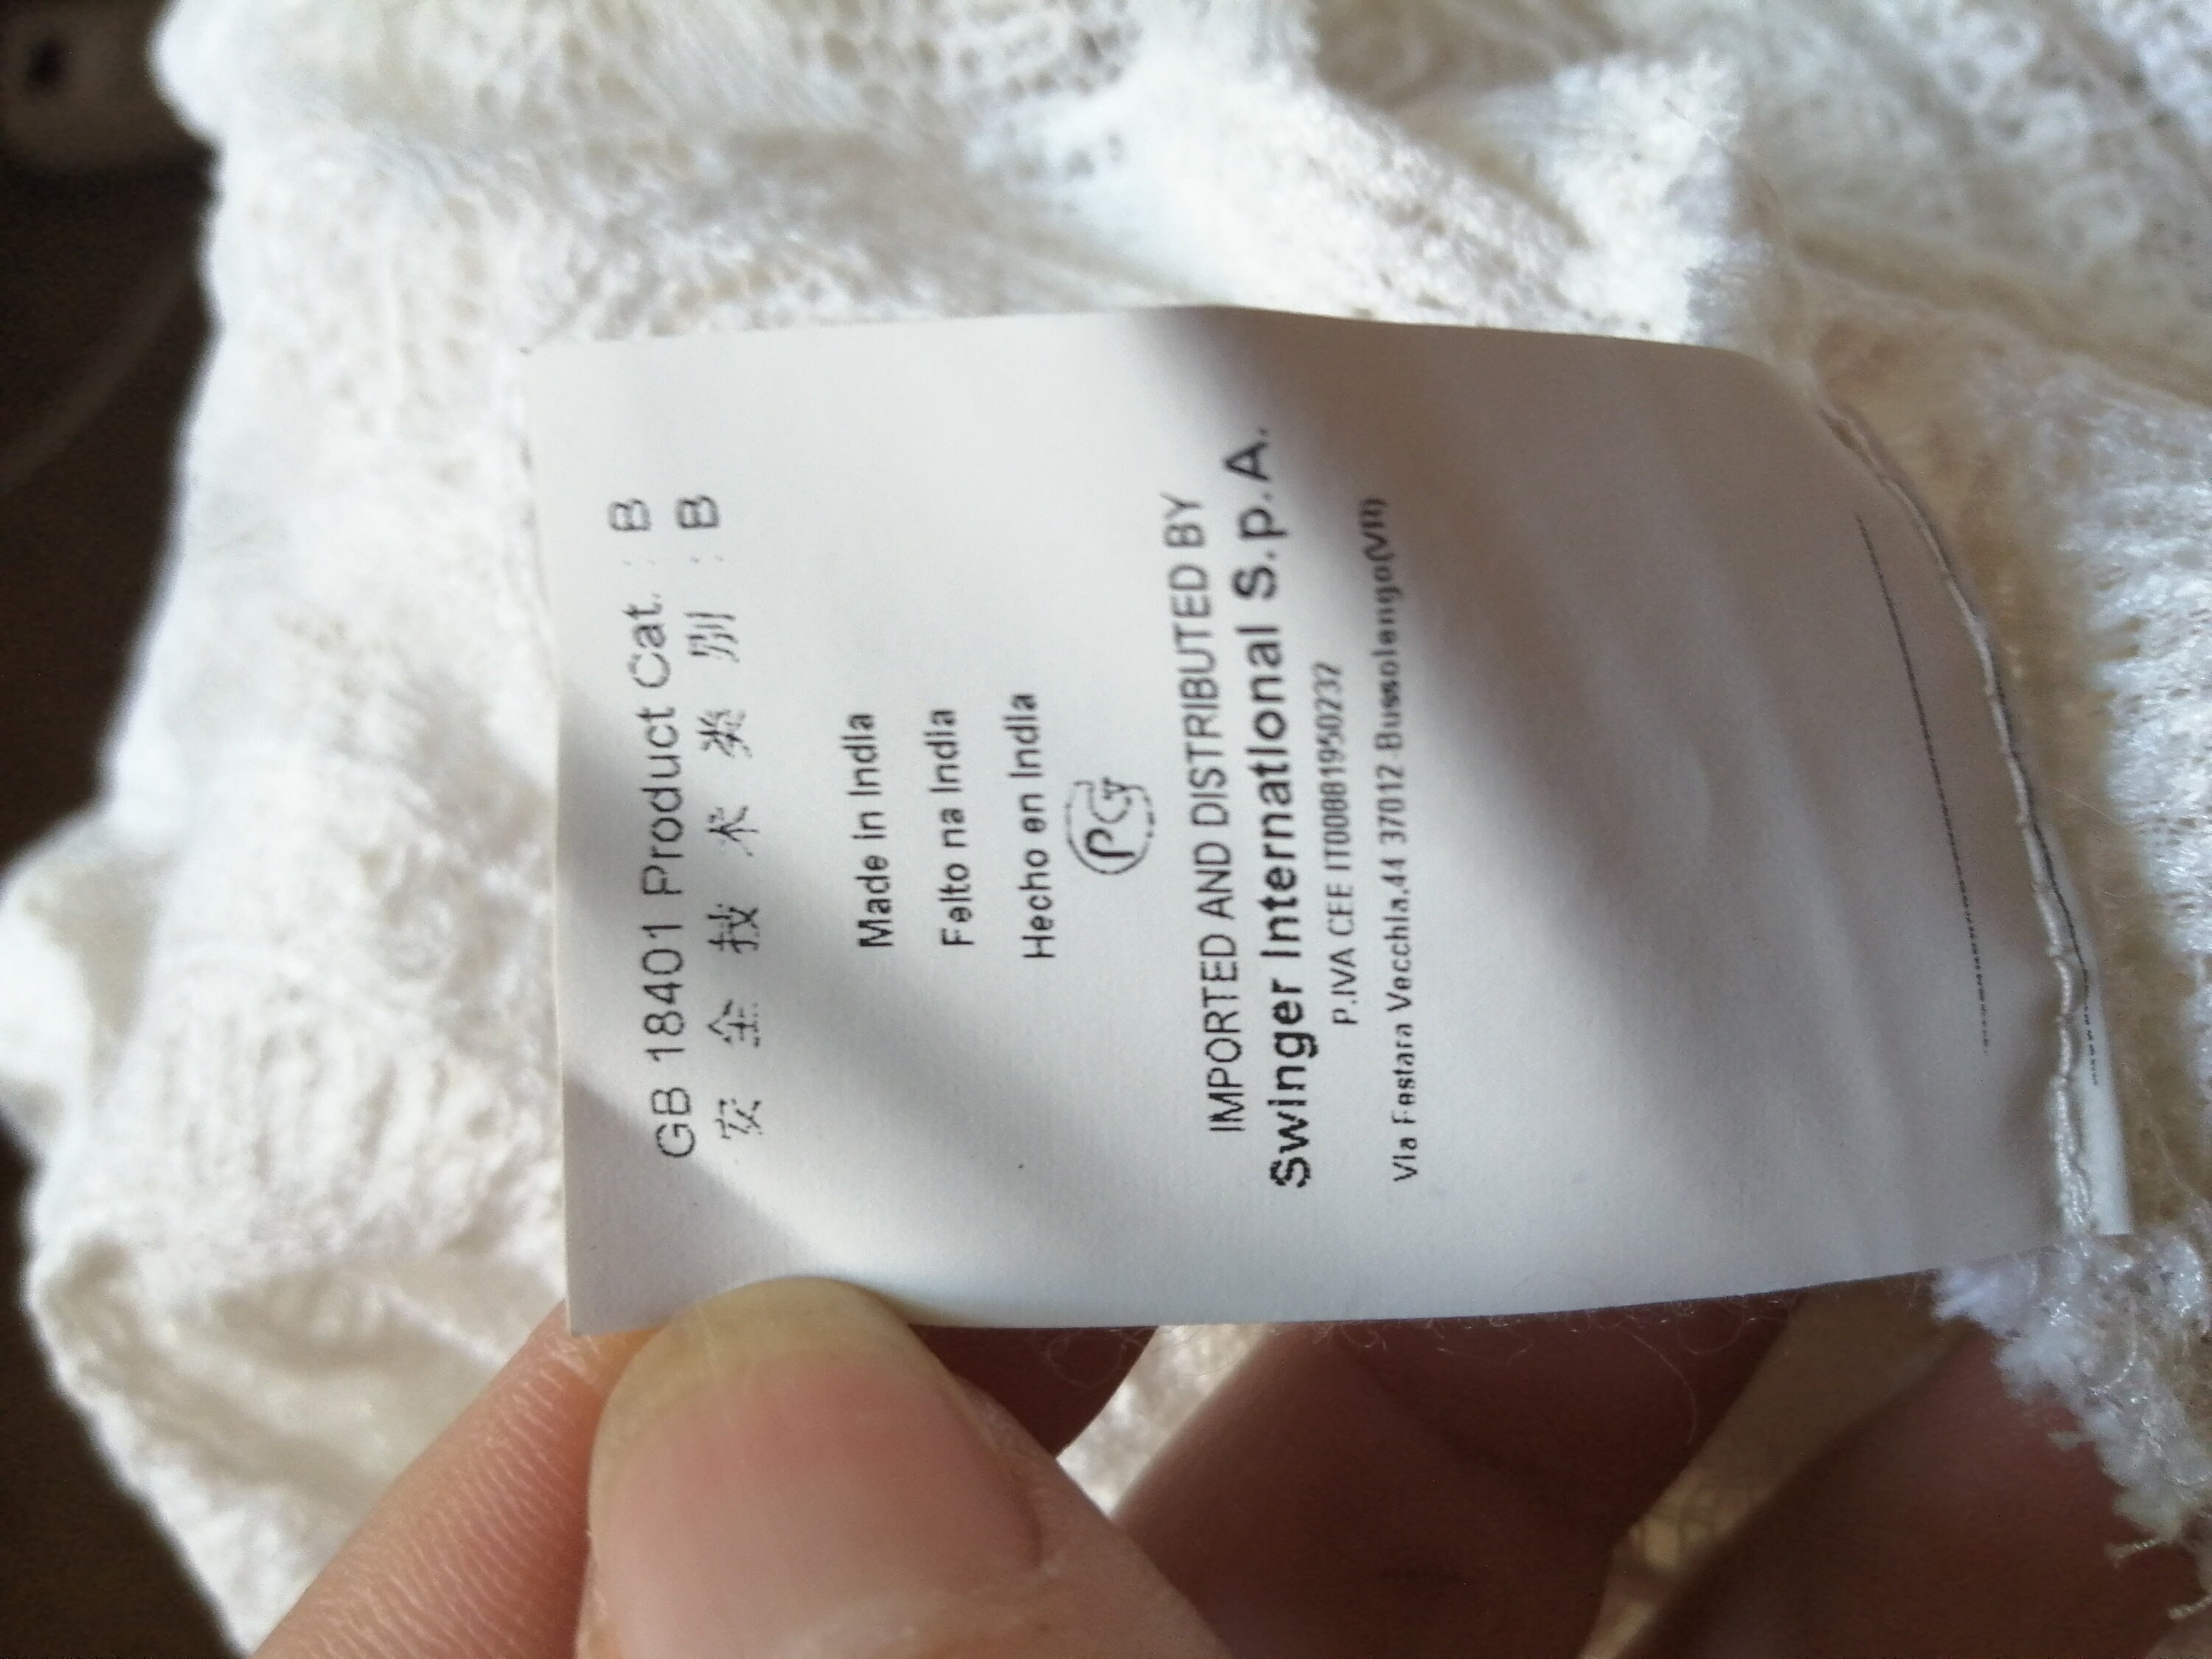 GB 18401 Product Cat. : B
安全技术类别 : B
Made in India
Feito na India
Hecho en India
PCT
IMPORTED AND DISTRIBUTED BY
Swinger International S.p.A.
P.IVA CEE IT00881950237
Via Festara Vecchia,44 37012 Bussolengo(VR)